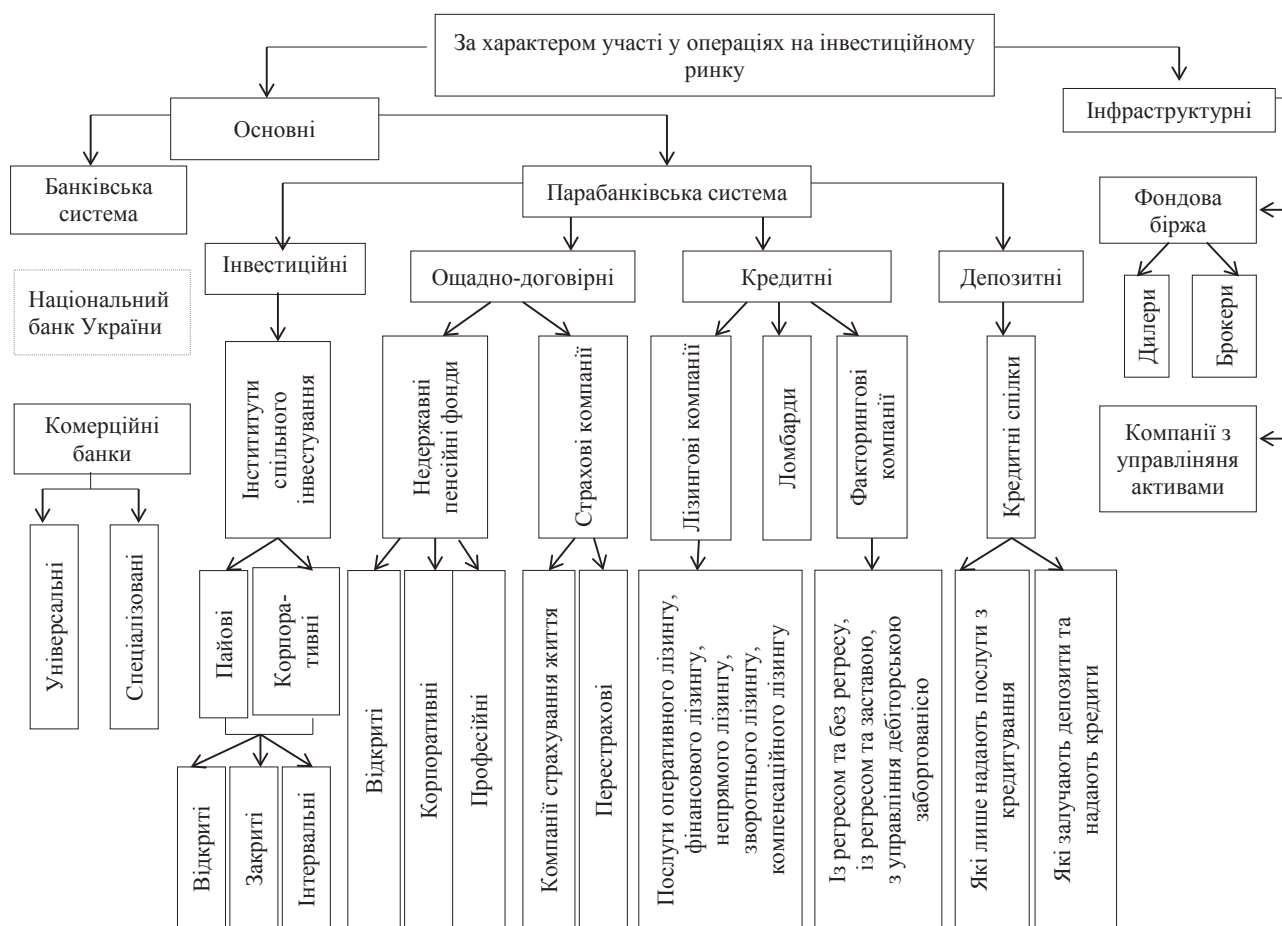 За характером участі у операціях на інвестиційному
ринку
Основні
Інфраструктурні
Банківська
система
Парабанківська система
Фондова
біржа
Інвестиційні
Ощадно-договірні
Кредитні
Депозитні
Національний
банк України
Дилери
Брокери
Комерційні
банки
Інститути
спільного
інвестування
Недержавні
пенсійні фонди
Страхові компанії
Лізингові компанії
Ломбарди
Факторингові
компанії
Кредитні спілки
Компанії з
управліняня
активами
Універсальні
Спеціалізовані
Пайові
Корпора-
тивні
Відкриті
Закриті
Інтервальні
Відкриті
Корпоративні
Професійні
Компанії страхування життя
Перестрахові
Послуги оперативного лізингу,
фінансового лізингу,
непрямого лізингу,
зворотнього лізингу,
компенсаційного лізингу
Із регресом та без регресу,
із регресом та заставою,
з управління дебіторською
заборгованісю
Які лише надають послуги з
кредитування
Які залучають депозити та
надають кредити